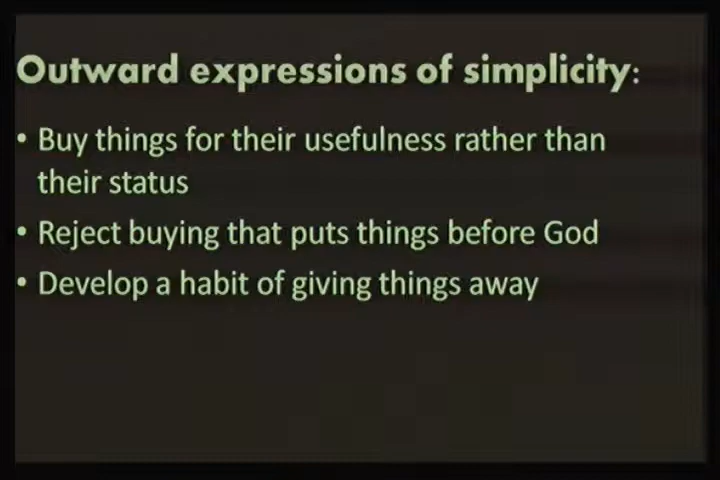 Outward expressions of simplicity:
• Buy things for their usefulness rather than
their status
• Reject buying that puts things before God
• Develop a habit of giving things away